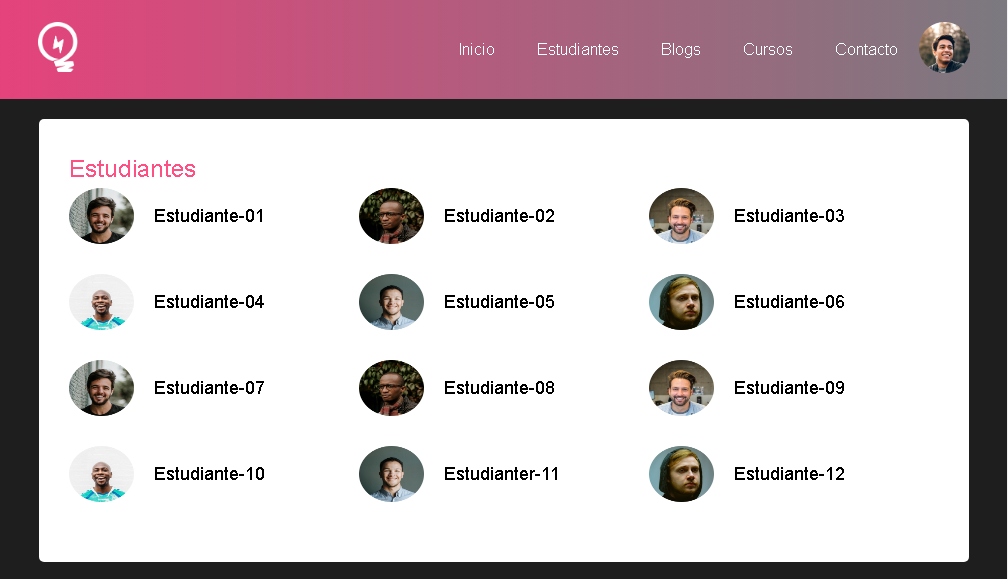 Inicio Estudiantes Blogs Cursos Contacto
Estudiantes
Estudiante-01 Estudiante-02 Estudiante-03
Estudiante-04 Estudiante-05 Estudiante-06
Estudiante-07 Estudiante-08 Estudiante-09
Estudiante-10 Estudianter-11 Estudiante-12